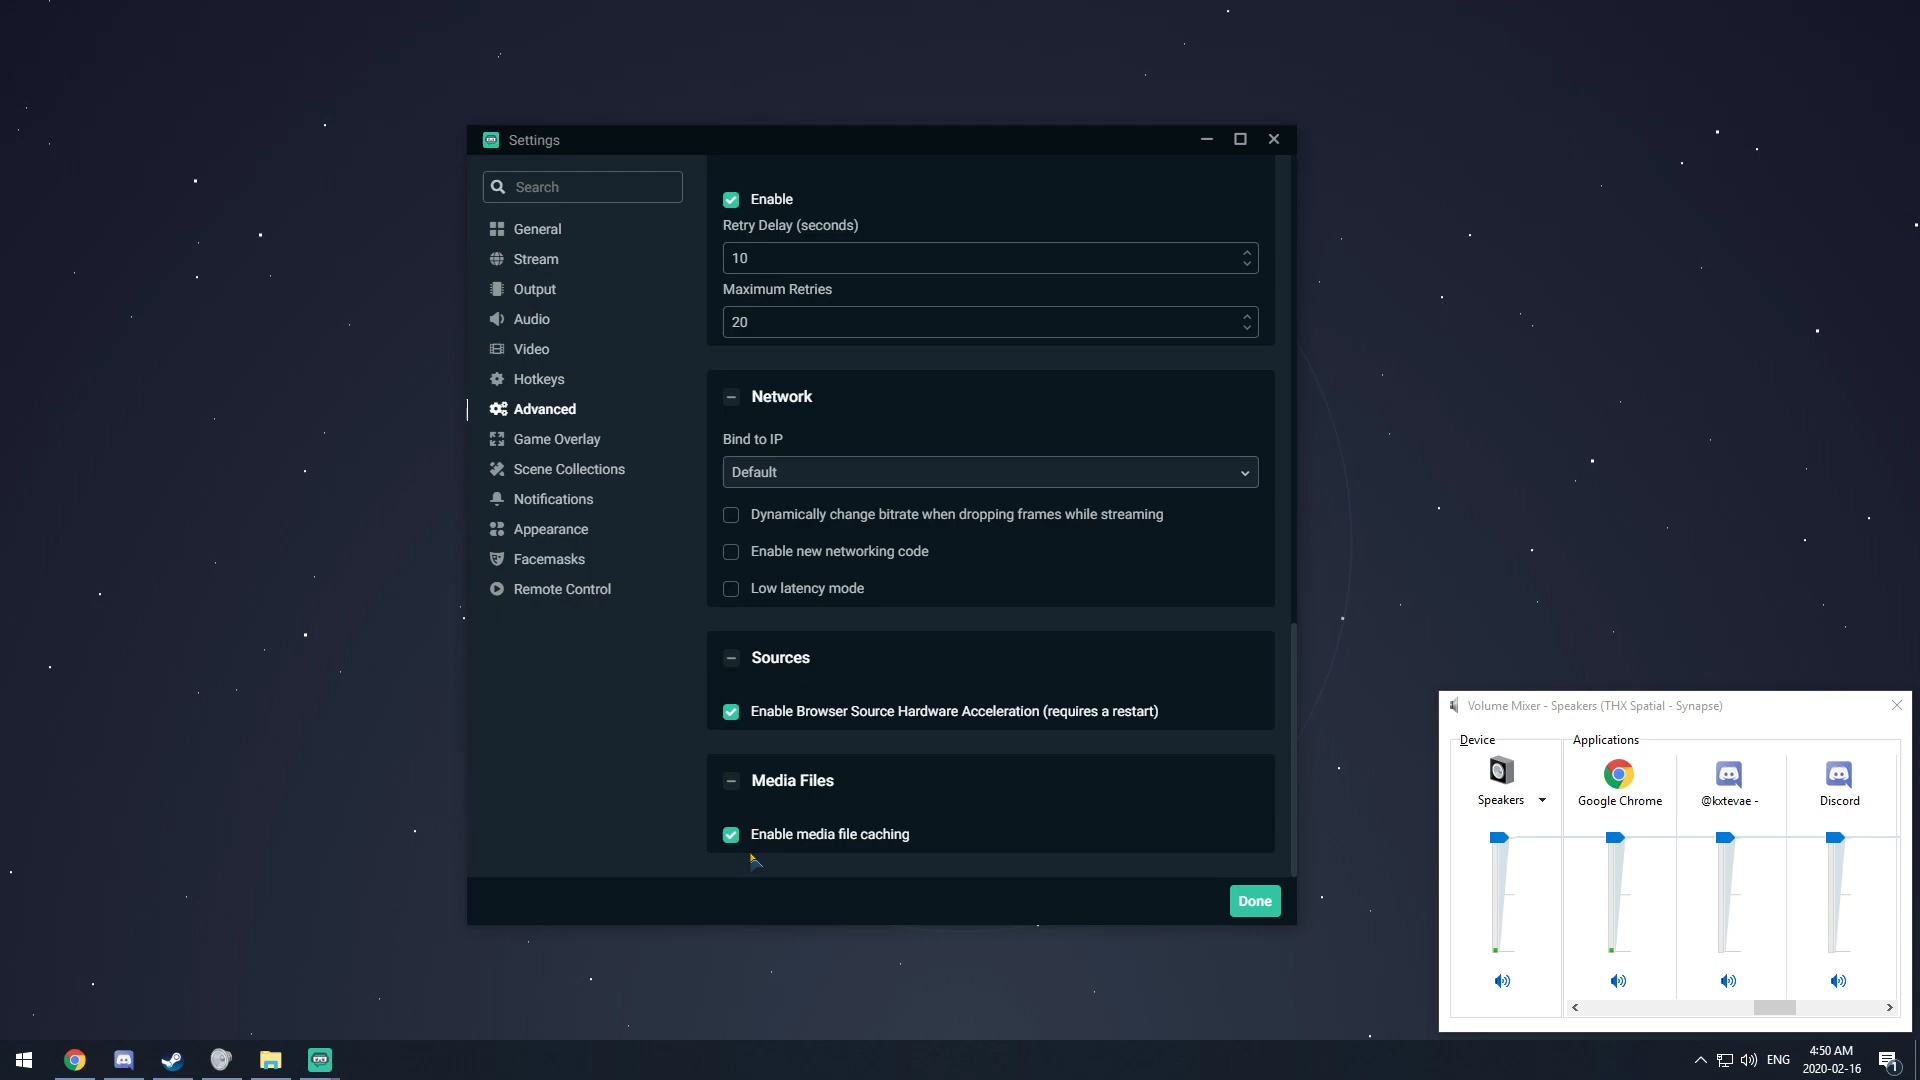 Settings
Search
General
Stream
Output
Audio
Video
Hotkeys
Advanced
Game Overlay
Scene Collections
Notifications
Appearance
Facemasks
Remote Control
Enable
Retry Delay (seconds)
10
Maximum Retries
20
Network
Bind to IP
Default
Dynamically change bitrate when dropping frames while streaming
Enable new networking code
Low latency mode
Sources
Enable Browser Source Hardware Acceleration (requires a restart)
Media Files
Enable media file caching
Done
Volume Mixer - Speakers (THX Spatial - Synapse)
Device
Applications
Speakers
Google Chrome
@kxtevae -
Discord
ENG
4:50 AM
2020-02-16
1